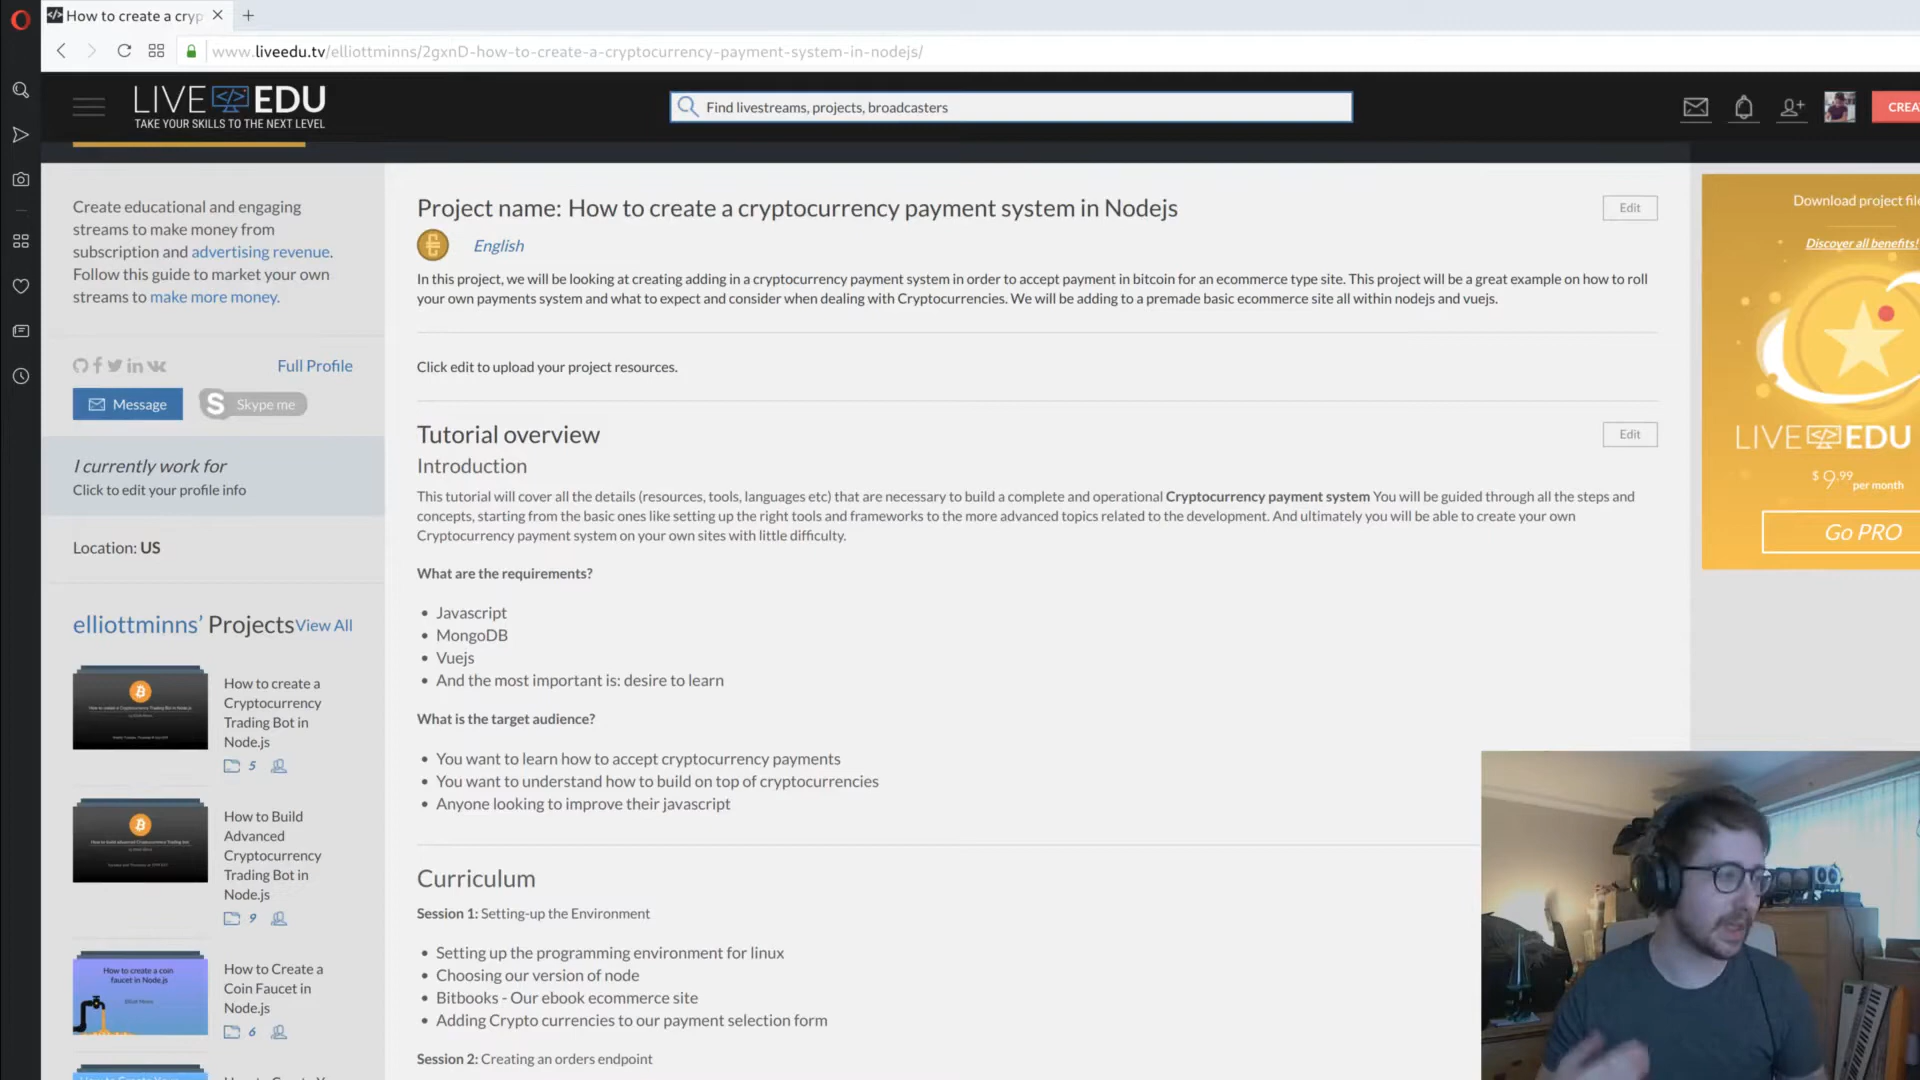 How to create a cryp
www.liveedu.tv/elliottminns/2gxnD-how-to-create-a-cryptocurrency-payment-system-in-nodejs/
LIVE </> EDU
TAKE YOUR SKILLS TO THE NEXT LEVEL
Find livestreams, projects, broadcasters
CREA
Create educational and engaging
streams to make money from
subscription and advertising revenue.
Follow this guide to market your own
streams to make more money.
Full Profile
Message
Skype me
I currently work for
Click to edit your profile info
Location: US
elliottminns' Projects View All
How to create a
Cryptocurrency
Trading Bot in
Node.js
5
How to Build
Advanced
Cryptocurrency
Trading Bot in
Node.js
9
How to create a coin
faucet in Node.js
How to Create a
Coin Faucet in
Node.js
6
Project name: How to create a cryptocurrency payment system in Nodejs
Edit
English
In this project, we will be looking at creating adding in a cryptocurrency payment system in order to accept payment in bitcoin for an ecommerce type site. This project will be a great example on how to roll
your own payments system and what to expect and consider when dealing with Cryptocurrencies. We will be adding to a premade basic ecommerce site all within nodejs and vuejs.
Click edit to upload your project resources.
Tutorial overview
Edit
Introduction
This tutorial will cover all the details (resources, tools, languages etc) that are necessary to build a complete and operational Cryptocurrency payment system You will be guided through all the steps and
concepts, starting from the basic ones like setting up the right tools and frameworks to the more advanced topics related to the development. And ultimately you will be able to create your own
Cryptocurrency payment system on your own sites with little difficulty.
What are the requirements?
• Javascript
• MongoDB
• Vuejs
• And the most important is: desire to learn
What is the target audience?
• You want to learn how to accept cryptocurrency payments
• You want to understand how to build on top of cryptocurrencies
• Anyone looking to improve their javascript
Curriculum
Session 1: Setting-up the Environment
• Setting up the programming environment for linux
• Choosing our version of node
• Bitbooks - Our ebook ecommerce site
• Adding Crypto currencies to our payment selection form
Session 2: Creating an orders endpoint
Download project file
Discover all benefits!
LIVE </> EDU
$ 9.99 per month
Go PRO